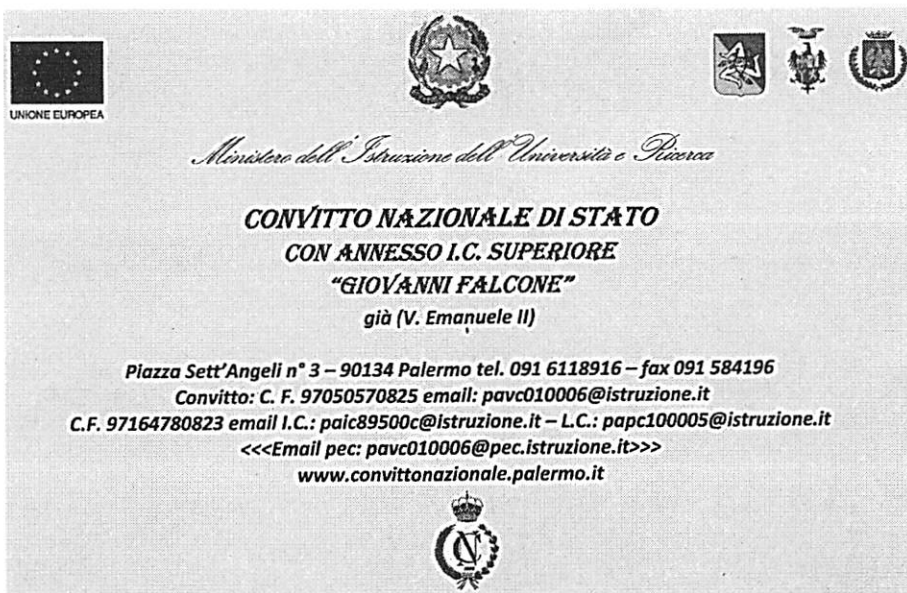 UNIONE EUROPEA
Ministero dell'Istruzione dell'Università e Ricerca
CONVITTO NAZIONALE DI STATO
CON ANNESSO I.C. SUPERIORE
“GIOVANNI FALCONE”
già (V. Emanuele II)
Piazza Sett’Angeli n° 3 – 90134 Palermo tel. 091 6118916 – fax 091 584196
Convitto: C. F. 97050570825 email: pavc010006@istruzione.it
C.F. 97164780823 email I.C.: paic89500c@istruzione.it – L.C.: papc100005@istruzione.it
<<<Email pec: pavc010006@pec.istruzione.it>>>
www.convittonazionale.palermo.it